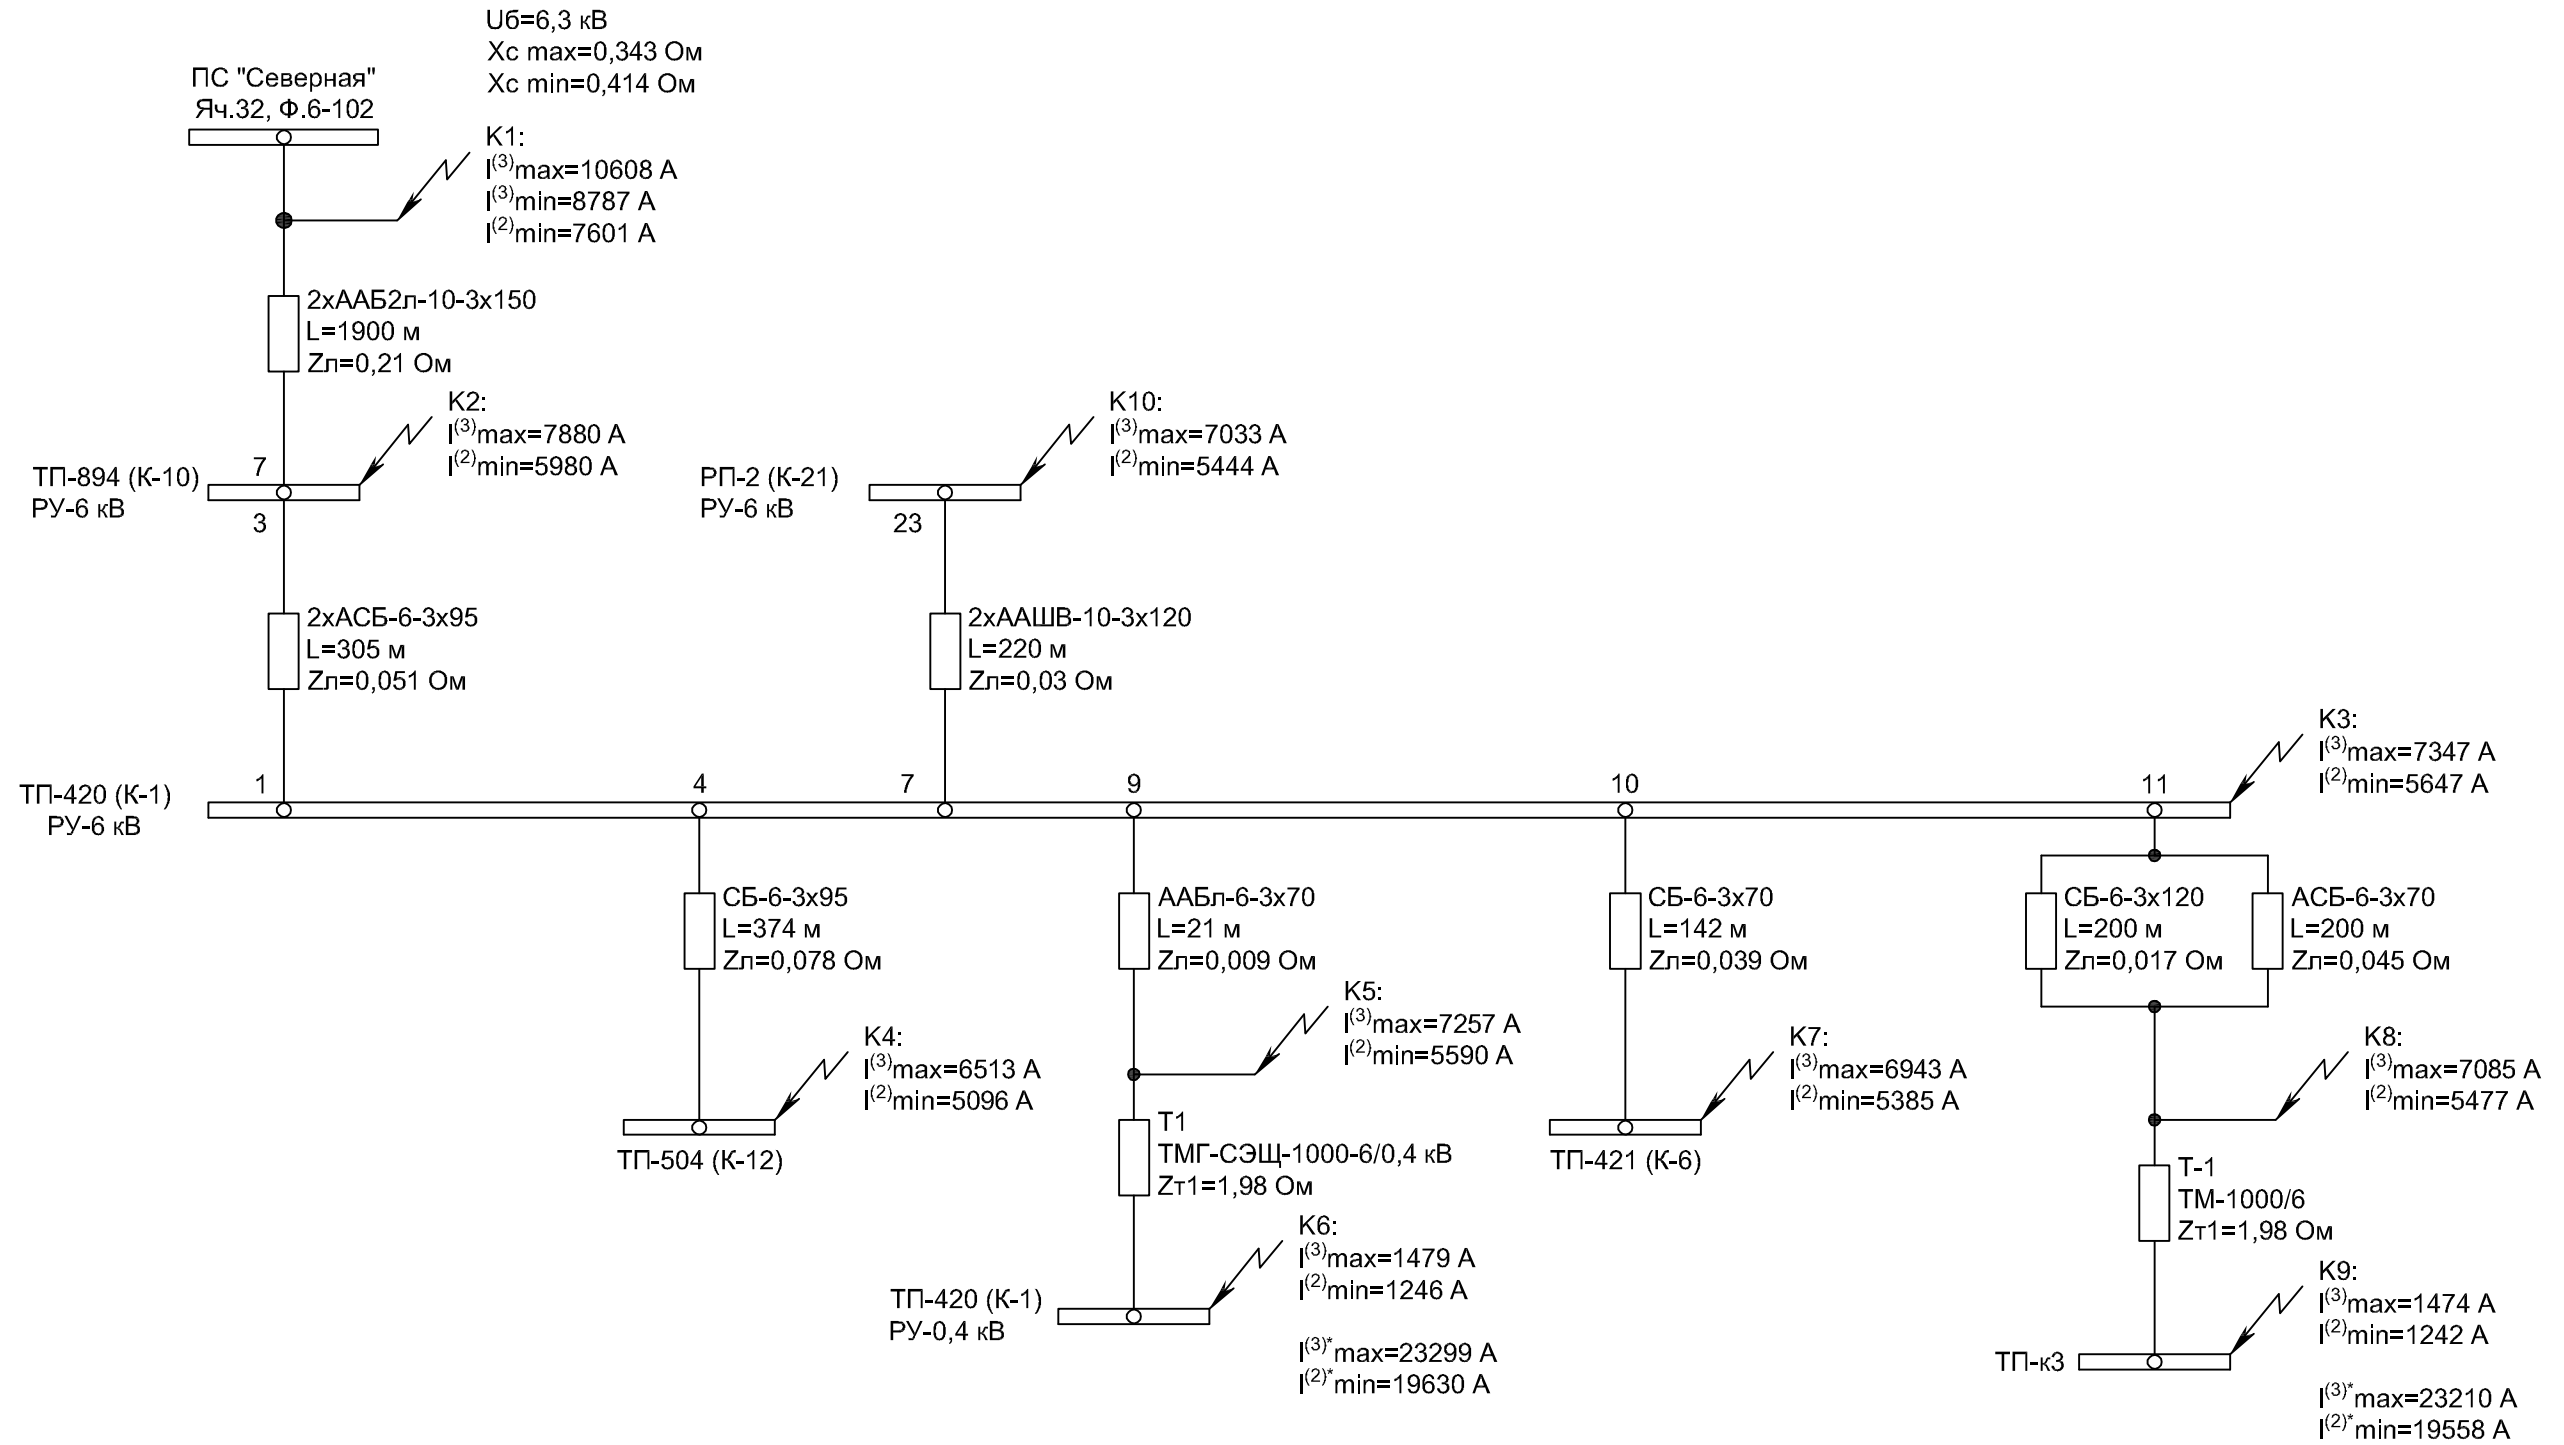 Uб=6,3 кВ
Xc max=0,343 Ом
Xc min=0,414 Ом
ПС "Северная"
Яч.32, Ф.6-102
К1:
I(3)max=10608 А
I(3)min=8787 А
I(2)min=7601 А
2хААБ2л-10-3х150
L=1900 м
Zл=0,21 Ом
К2:
I(3)max=7880 А
I(2)min=5980 А
7
ТП-894 (К-10)
РУ-6 кВ
3
К10:
I(3)max=7033 А
I(2)min=5444 А
РП-2 (К-21)
РУ-6 кВ
23
2хАСБ-6-3х95
L=305 м
Zл=0,051 Ом
2хААШВ-10-3х120
L=220 м
Zл=0,03 Ом
К3:
I(3)max=7347 А
I(2)min=5647 А
1
4
7
9
10
11
ТП-420 (К-1)
РУ-6 кВ
СБ-6-3х95
L=374 м
Zл=0,078 Ом
ААБл-6-3х70
L=21 м
Zл=0,009 Ом
СБ-6-3х70
L=142 м
Zл=0,039 Ом
СБ-6-3х120
L=200 м
Zл=0,017 Ом
АСБ-6-3х70
L=200 м
Zл=0,045 Ом
К4:
I(3)max=6513 А
I(2)min=5096 А
ТП-504 (К-12)
К5:
I(3)max=7257 А
I(2)min=5590 А
Т1
ТМГ-СЭЩ-1000-6/0,4 кВ
Zт1=1,98 Ом
К7:
I(3)max=6943 А
I(2)min=5385 А
ТП-421 (К-6)
К8:
I(3)max=7085 А
I(2)min=5477 А
Т-1
ТМ-1000/6
Zт1=1,98 Ом
К6:
I(3)max=1479 А
I(2)min=1246 А
ТП-420 (К-1)
РУ-0,4 кВ
I(3)*max=23299 А
I(2)*min=19630 А
К9:
I(3)max=1474 А
I(2)min=1242 А
ТП-к3
I(3)*max=23210 А
I(2)*min=19558 А